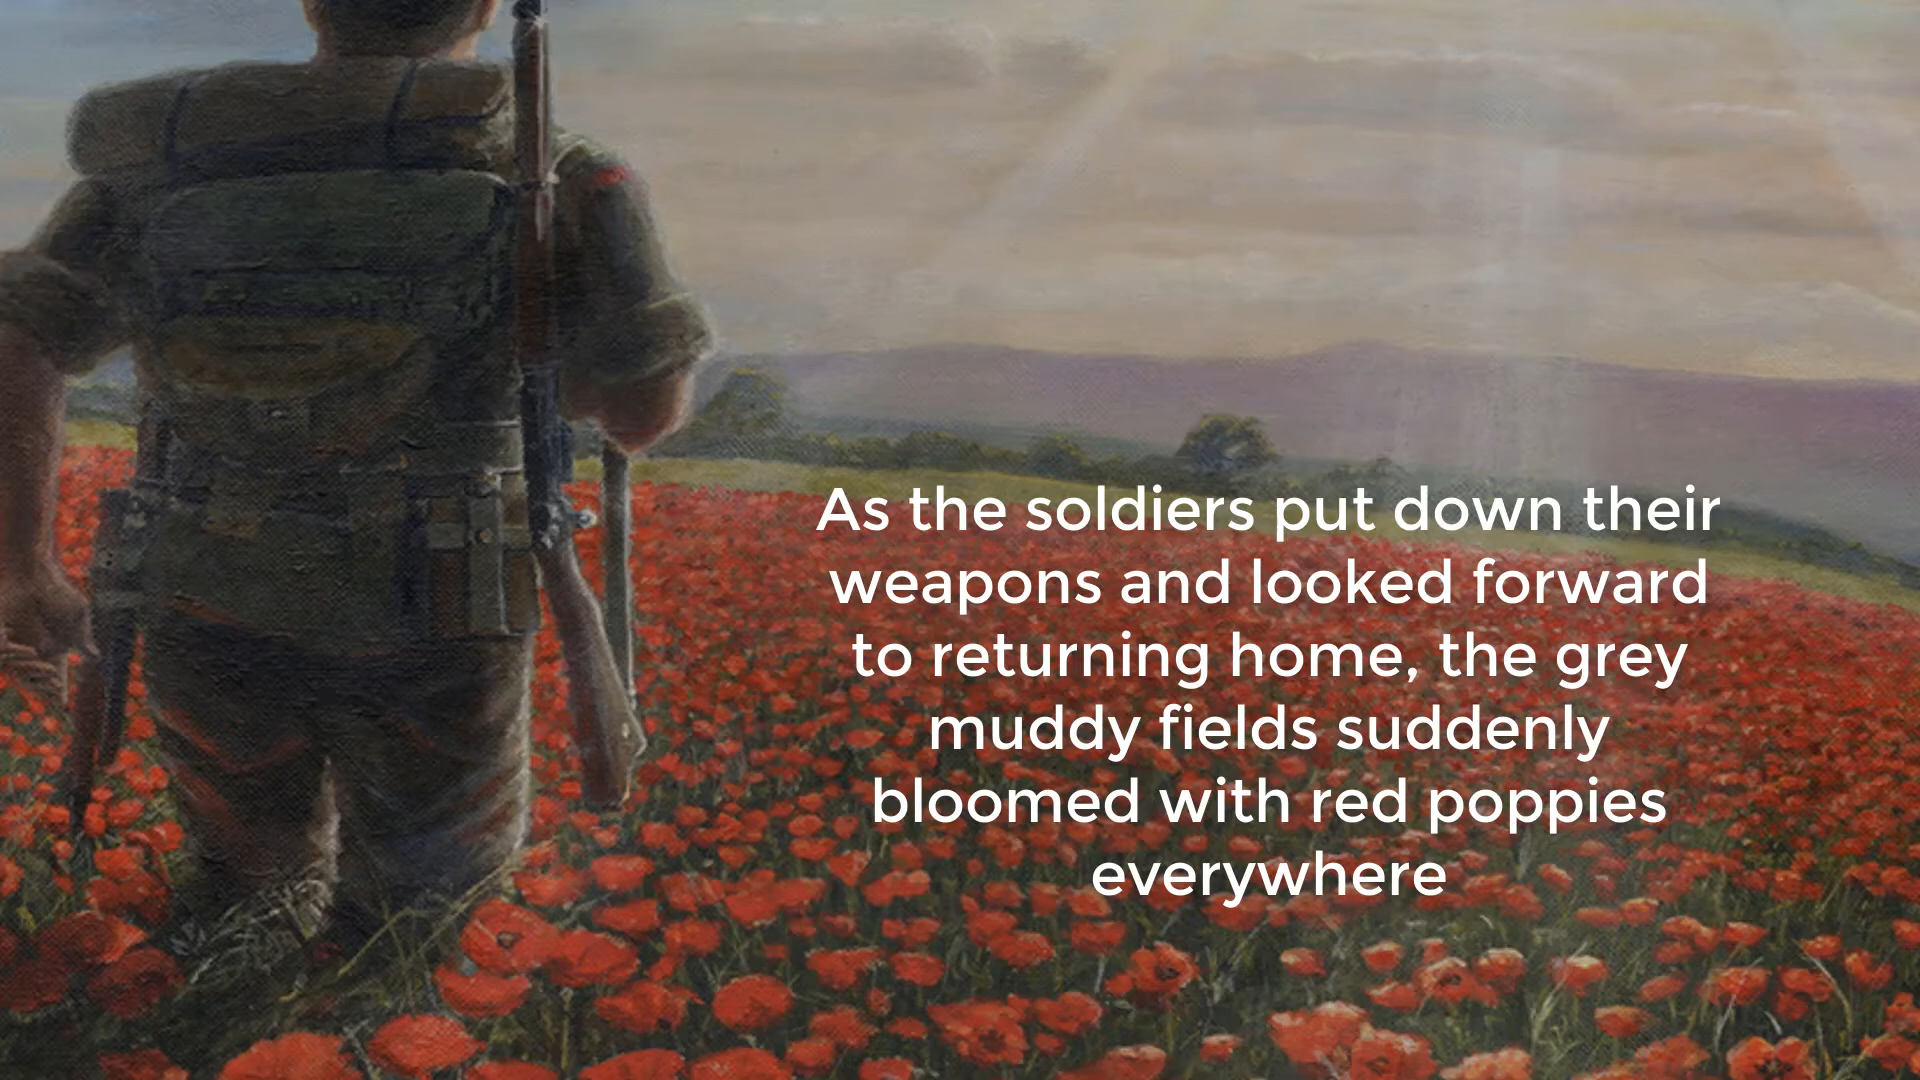 As the soldiers put down their
weapons and looked forward
to returning home, the grey
muddy fields suddenly
bloomed with red poppies
everywhere